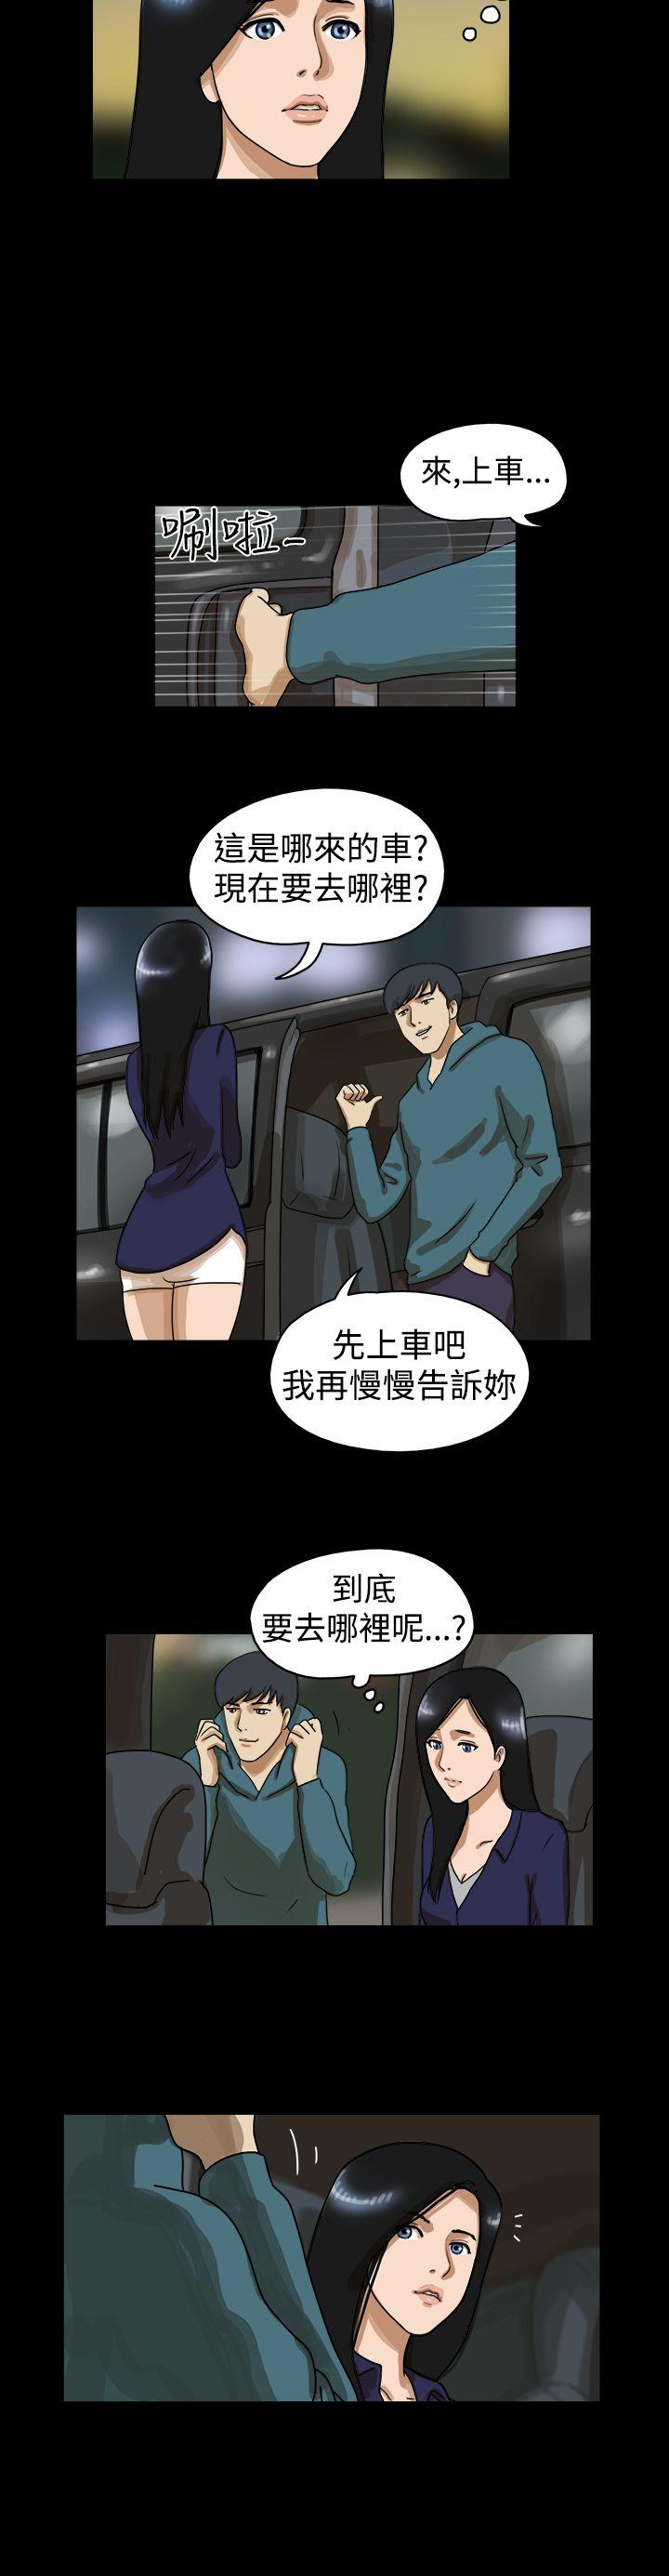 來,上車...
唰啦-
這是哪來的車?
現在要去哪裡?
先上車吧
我再慢慢告訴妳
到底
要去哪裡呢...?